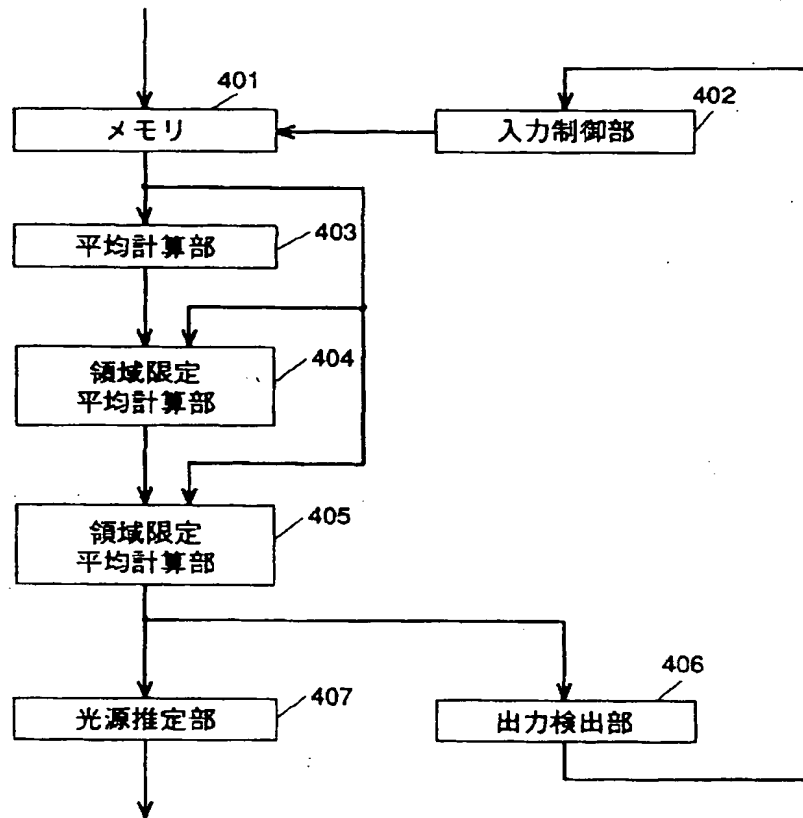 401
メモリ
402
入力制御部
403
平均計算部
404
領域限定
平均計算部
405
領域限定
平均計算部
406
出力検出部
407
光源推定部